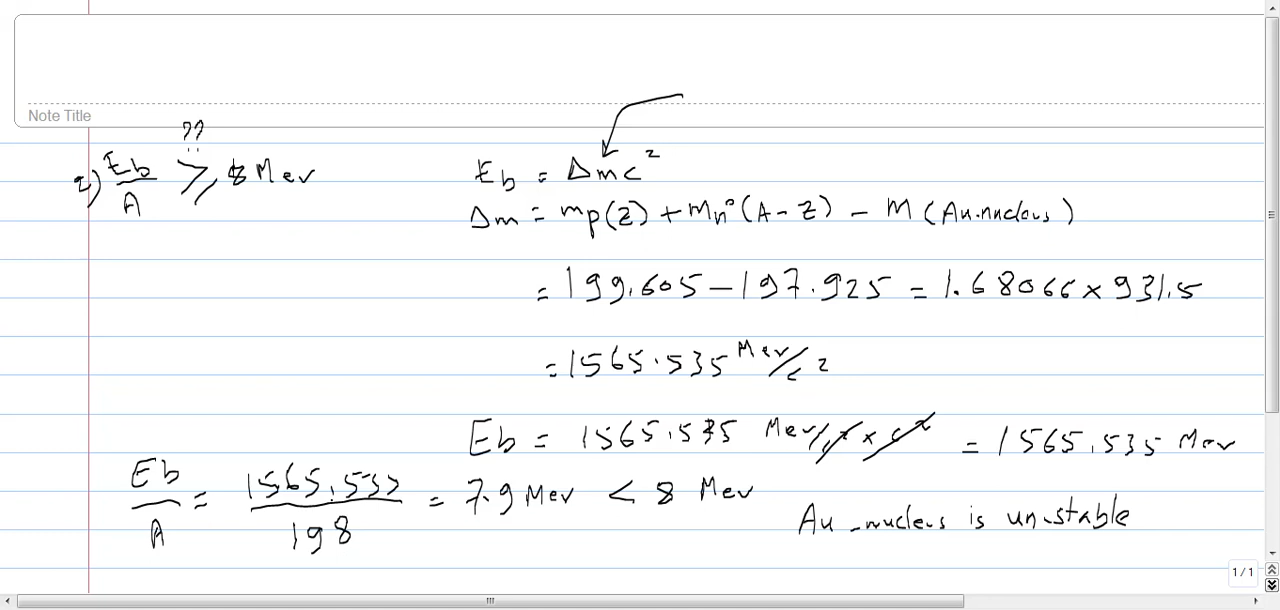 Note Title
??
2) Eb/A ≥ 8 Mev
Eb = Δmc²
Δm = mp(Z) + Mn°(A-Z) - M(Au.nucleus)
= 199.605 - 197.925 = 1.68066 x 931.5
= 1565.535 Mev/c²
Eb = 1565.535 Mev/c² x c² = 1565.535 Mev
Eb/A = 1565.535/198 = 7.9 Mev < 8 Mev
Au-nucleus is unstable
1 / 1